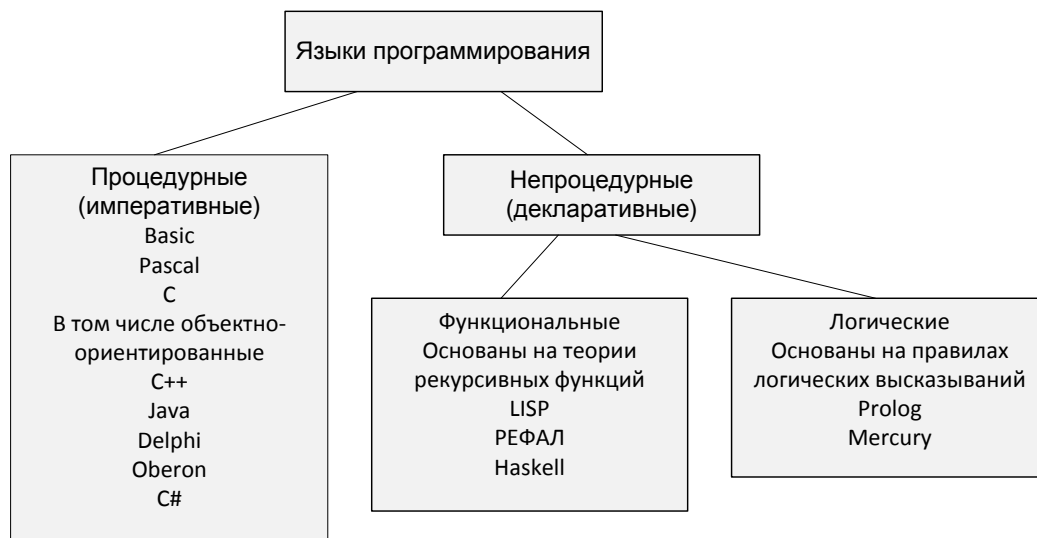 Языки программирования
Процедурные
(императивные)
Basic
Pascal
C
В том числе объектно-
ориентированные
C++
Java
Delphi
Oberon
C#
Непроцедурные
(декларативные)
Функциональные
Основаны на теории
рекурсивных функций
LISP
РЕФАЛ
Haskell
Логические
Основаны на правилах
логических высказываний
Prolog
Mercury